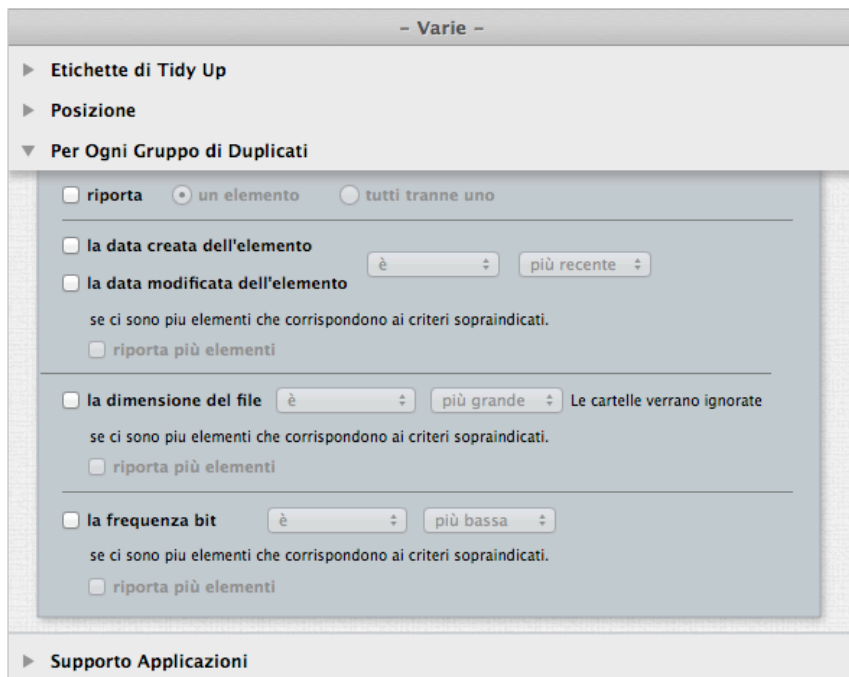 – Varie –
Etichette di Tidy Up
Posizione
Per Ogni Gruppo di Duplicati
riporta un elemento tutti tranne uno
la data creata dell'elemento
è più recente
la data modificata dell'elemento
se ci sono piu elementi che corrispondono ai criteri sopraindicati.
riporta più elementi
la dimensione del file è più grande Le cartelle verrano ignorate
se ci sono piu elementi che corrispondono ai criteri sopraindicati.
riporta più elementi
la frequenza bit è più bassa
se ci sono piu elementi che corrispondono ai criteri sopraindicati.
riporta più elementi
Supporto Applicazioni